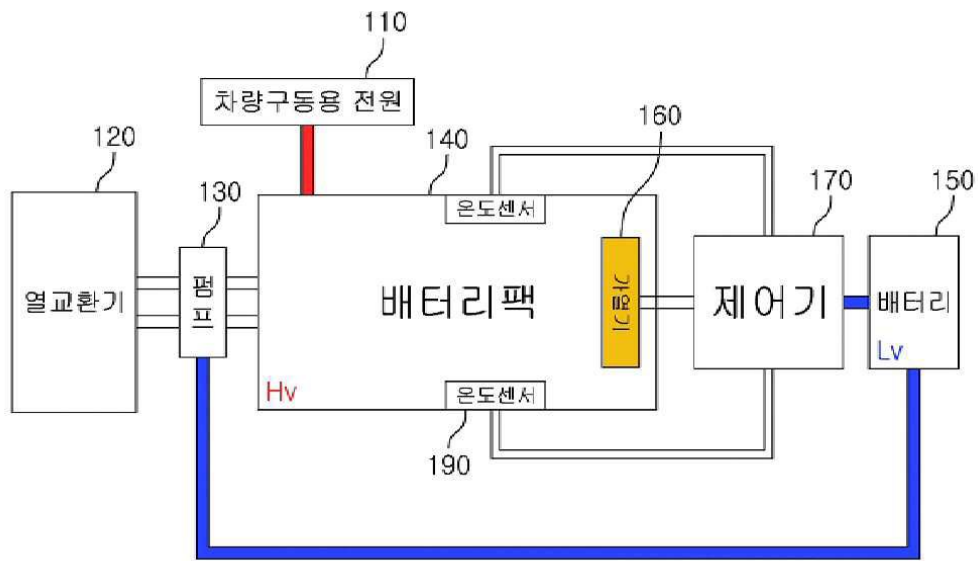 110
차량구동용 전원
120
130
140
160
170
150
온도센서
열교환기
펌프
배터리팩
가열기
제어기
배터리
Lv
Hv
온도센서
190